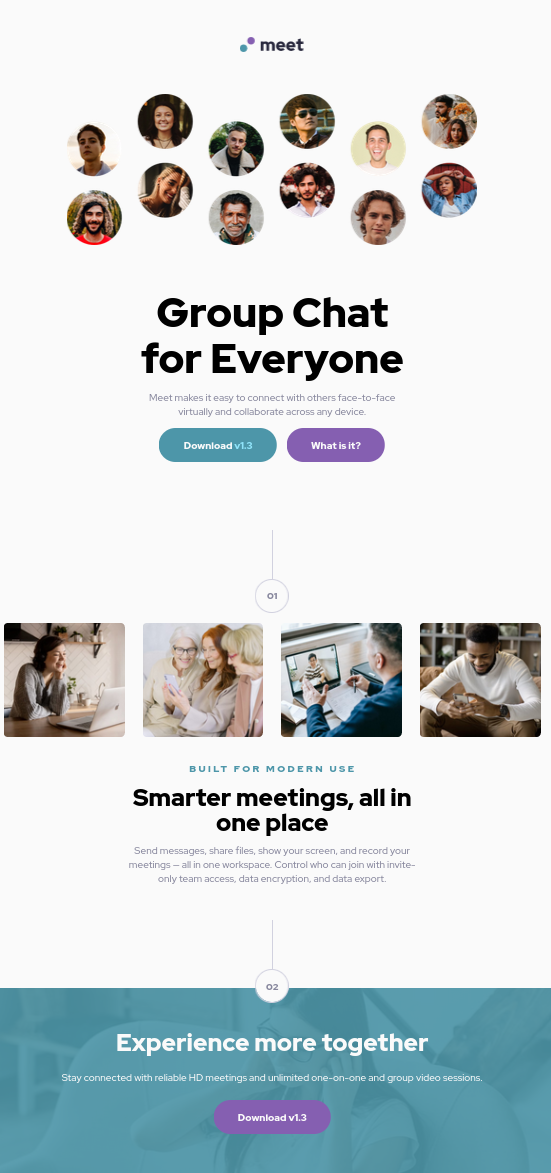 meet
Group Chat
for Everyone
Meet makes it easy to connect with others face-to-face
virtually and collaborate across any device.
Download v1.3
What is it?
01
BUILT FOR MODERN USE
Smarter meetings, all in
one place
Send messages, share files, show your screen, and record your
meetings — all in one workspace. Control who can join with invite-
only team access, data encryption, and data export.
02
Experience more together
Stay connected with reliable HD meetings and unlimited one-on-one and group video sessions.
Download v1.3